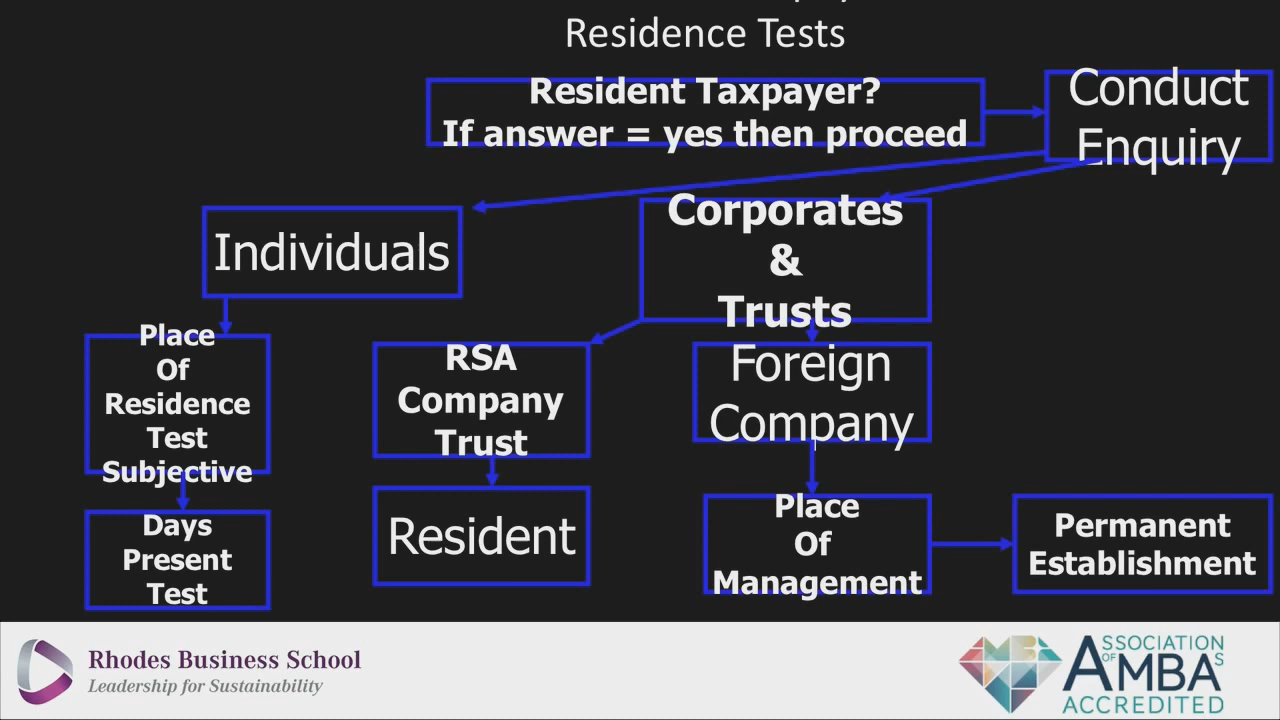 Residence Tests
Resident Taxpayer?
If answer = yes then proceed
Conduct
Enquiry
Individuals
Corporates
&
Trusts
Place
Of
Residence
Test
Subjective
RSA
Company
Trust
Foreign
Company
Days
Present
Test
Resident
Place
Of
Management
Permanent
Establishment
Rhodes Business School
Leadership for Sustainability
ASSOCIATION
OF
AMBAs
ACCREDITED